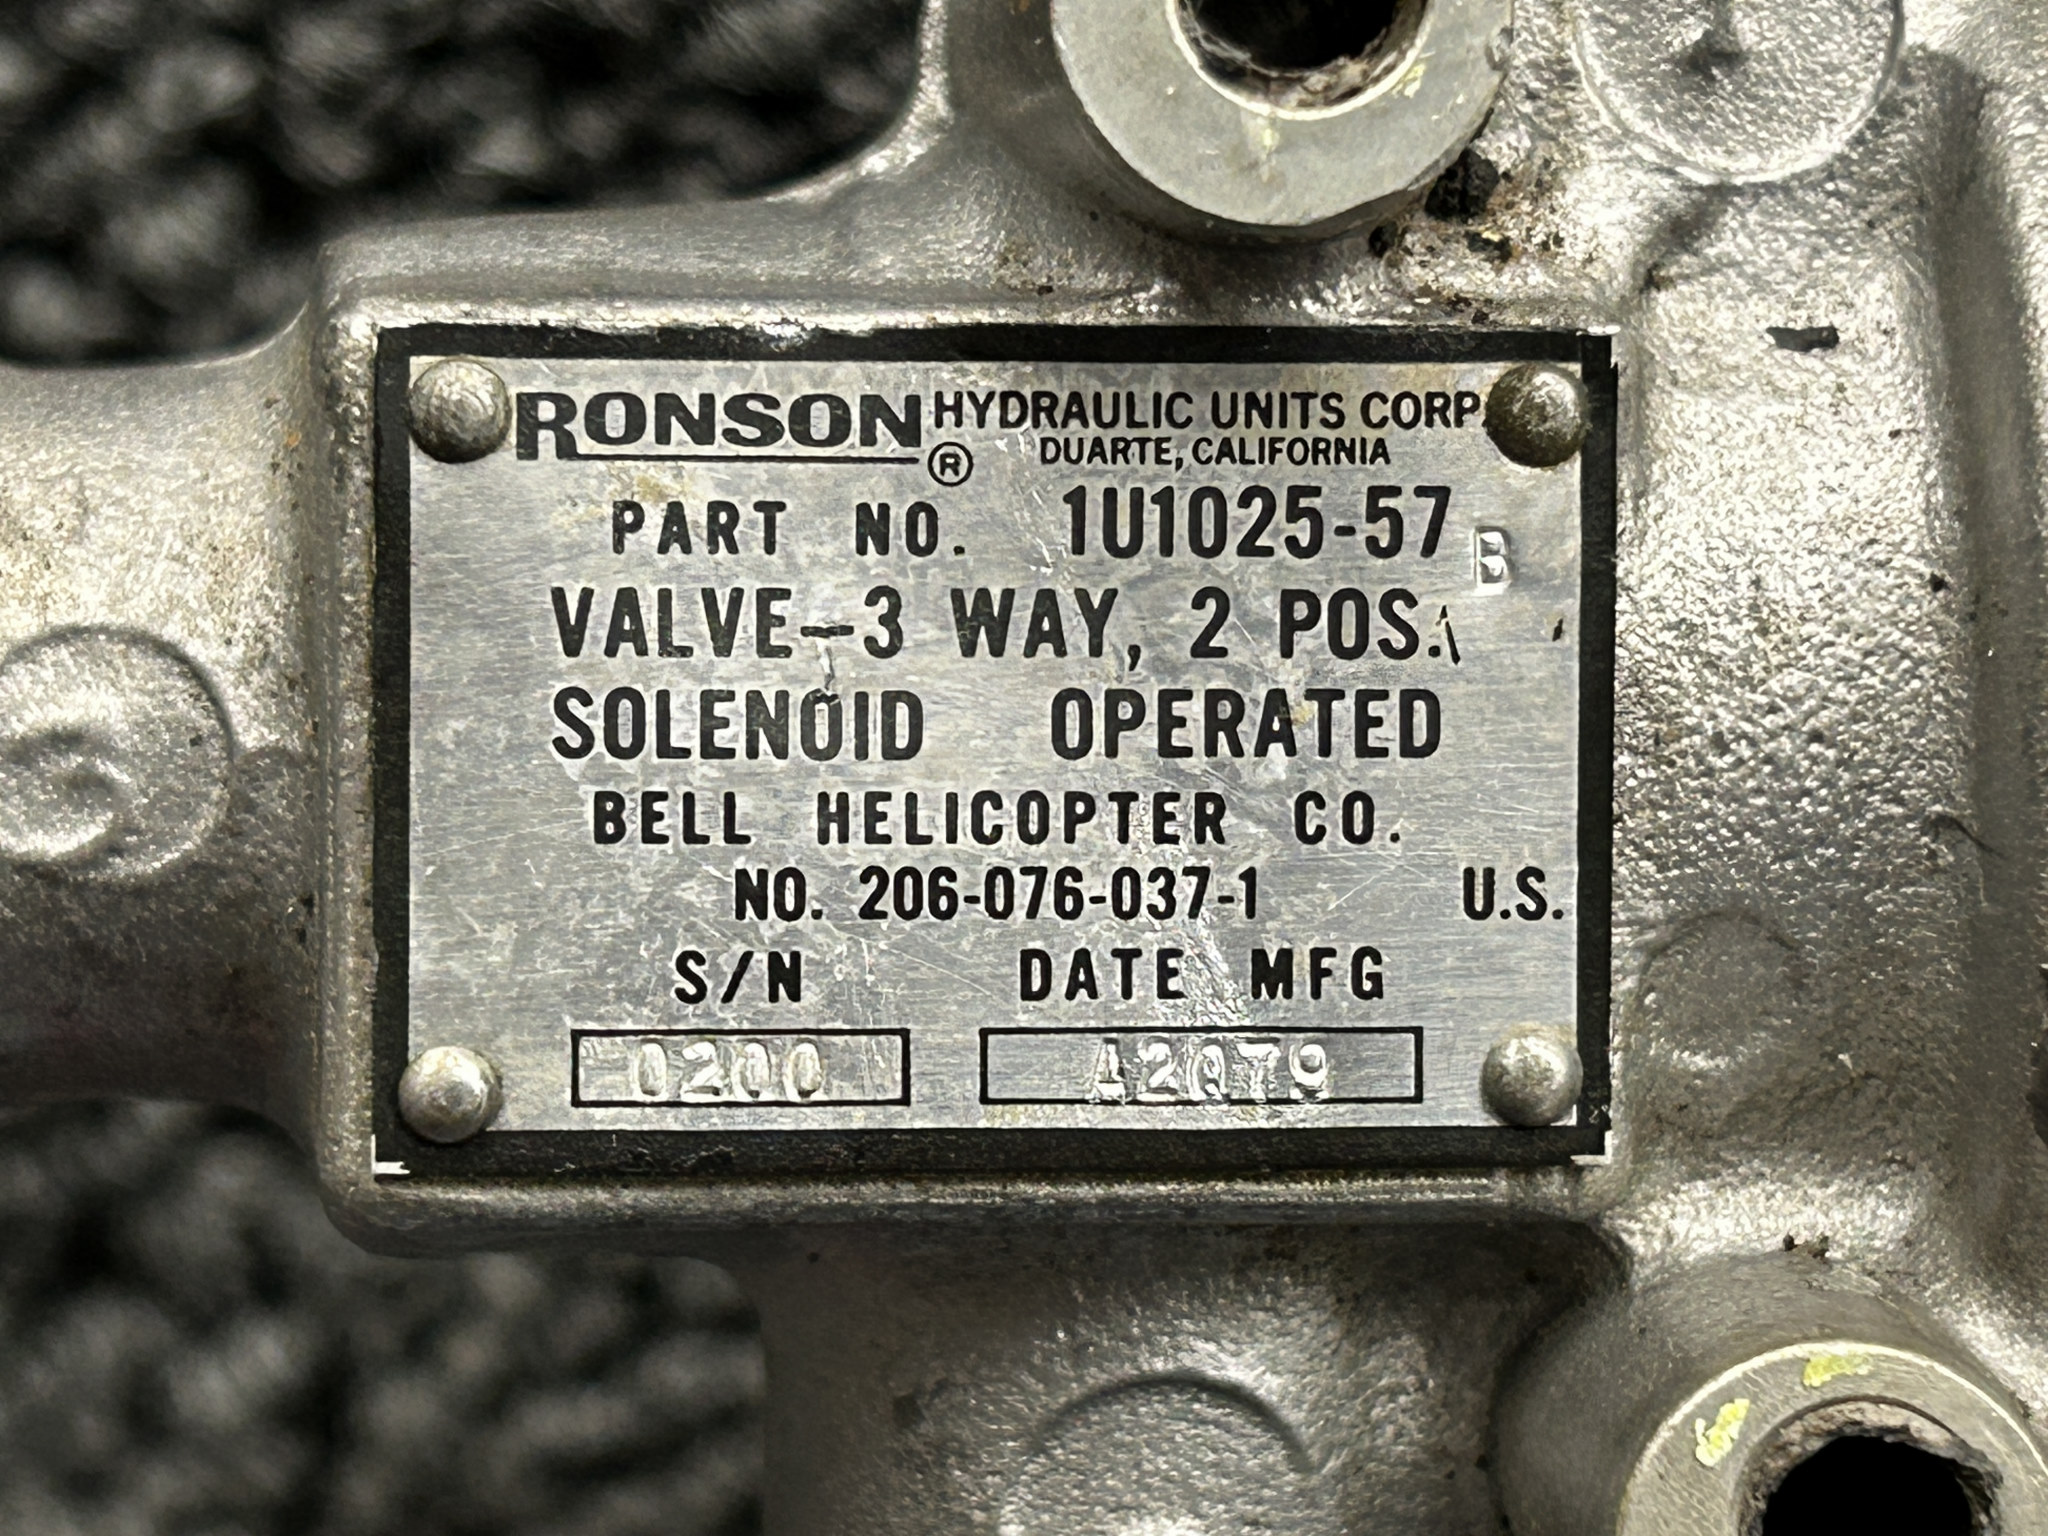 RONSON® HYDRAULIC UNITS CORP.
DUARTE, CALIFORNIA
PART NO. 1U1025-57 B
VALVE-3 WAY, 2 POS.
SOLENOID OPERATED
BELL HELICOPTER CO.
NO. 206-076-037-1 U.S.
S/N DATE MFG
0200